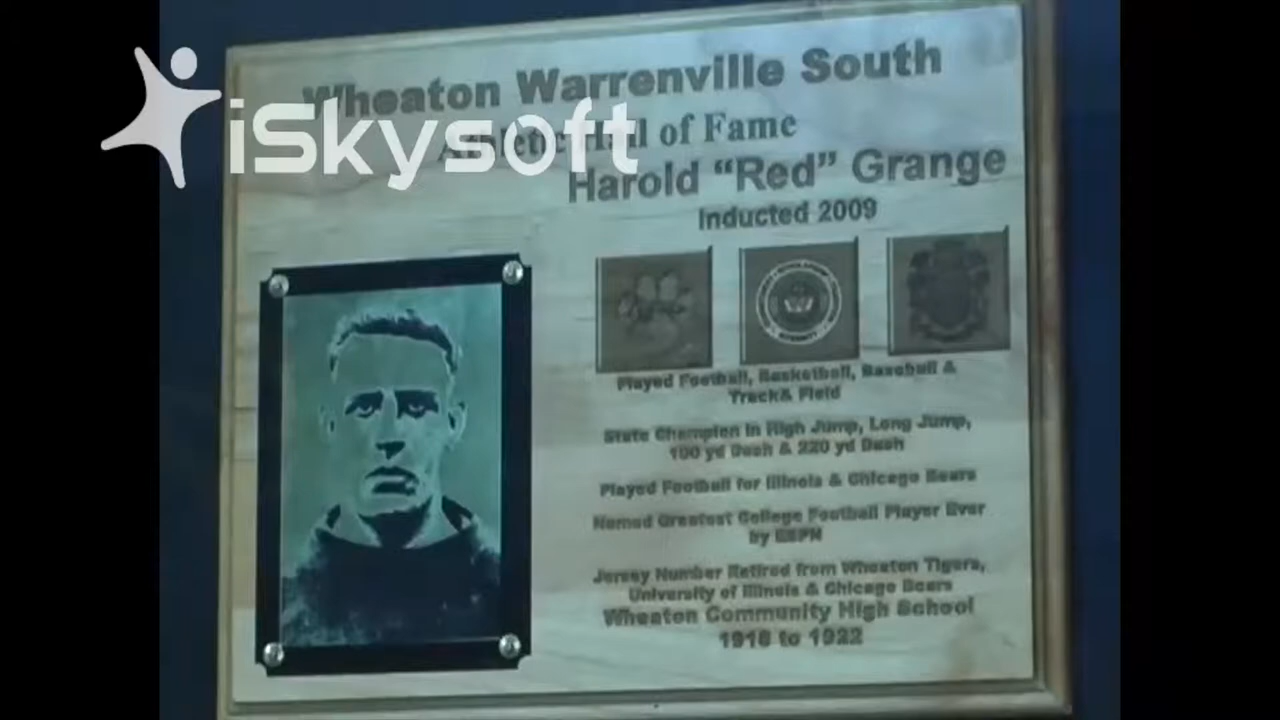 iSkysoft
Wheaton Warrenville South
Athletic Hall of Fame
Harold “Red” Grange
Inducted 2009
Played Football, Basketball, Baseball &
Track& Field
State Champion in High Jump, Long Jump,
100 yd Dash & 220 yd Dash
Played Football for Illinois & Chicago Bears
Named Greatest College Football Player Ever
by ESPN
Jersey Number Retired from Wheaton Tigers,
University of Illinois & Chicago Bears
Wheaton Community High School
1918 to 1922